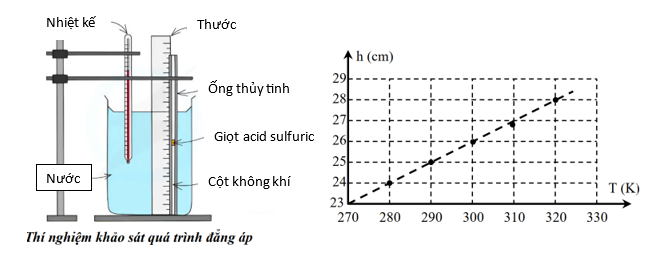 Nhiệt kế
Thước
Ống thủy tinh
Giọt acid sulfuric
Nước
Cột không khí
Thí nghiệm khảo sát quá trình đẳng áp
h (cm)
29
28
27
26
25
24
23
T (K)
270 280 290 300 310 320 330